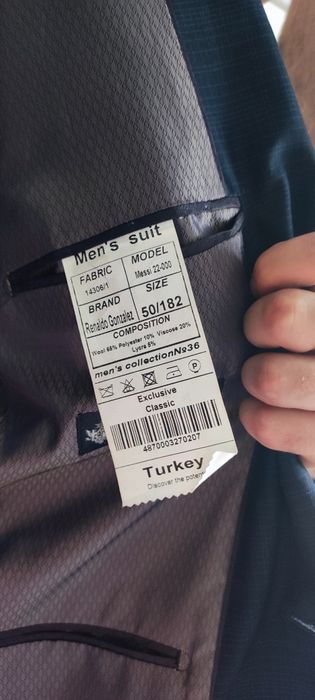 Men's suit
FABRIC MODEL
14306/1 Messi 22-000
BRAND SIZE
Renaldo Gonzalez 50/182
COMPOSITION
Wool 65% Polyester 10% Viscose 20%
Lycra 5%
men's collection№36
P
Exclusive
Classic
4870003270207
Turkey
Discover the poten